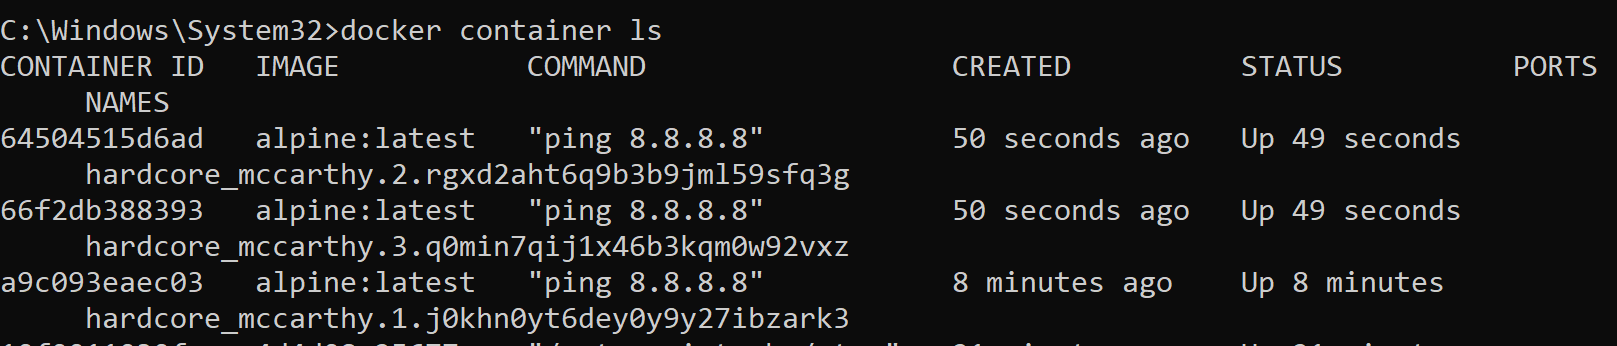 C:\Windows\System32>docker container ls
CONTAINER ID   IMAGE           COMMAND                  CREATED          STATUS          PORTS
     NAMES
64504515d6ad   alpine:latest   "ping 8.8.8.8"           50 seconds ago   Up 49 seconds
     hardcore_mccarthy.2.rgxd2aht6q9b3b9jml59sfq3g
66f2db388393   alpine:latest   "ping 8.8.8.8"           50 seconds ago   Up 49 seconds
     hardcore_mccarthy.3.q0min7qij1x46b3kqm0w92vxz
a9c093eaec03   alpine:latest   "ping 8.8.8.8"           8 minutes ago    Up 8 minutes
     hardcore_mccarthy.1.j0khn0yt6dey0y9y27ibzark3